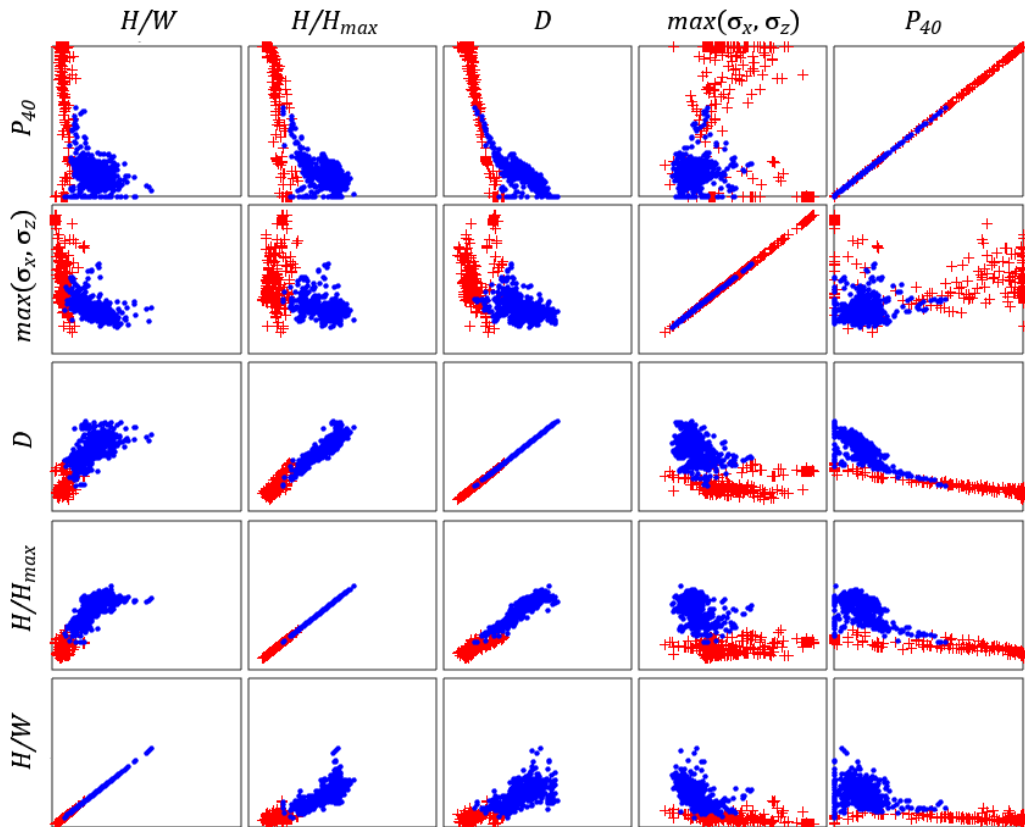 H/W H/H_max D max(σ_x, σ_z) P_40
P_40
max(σ_x, σ_z)
D
H/H_max
H/W